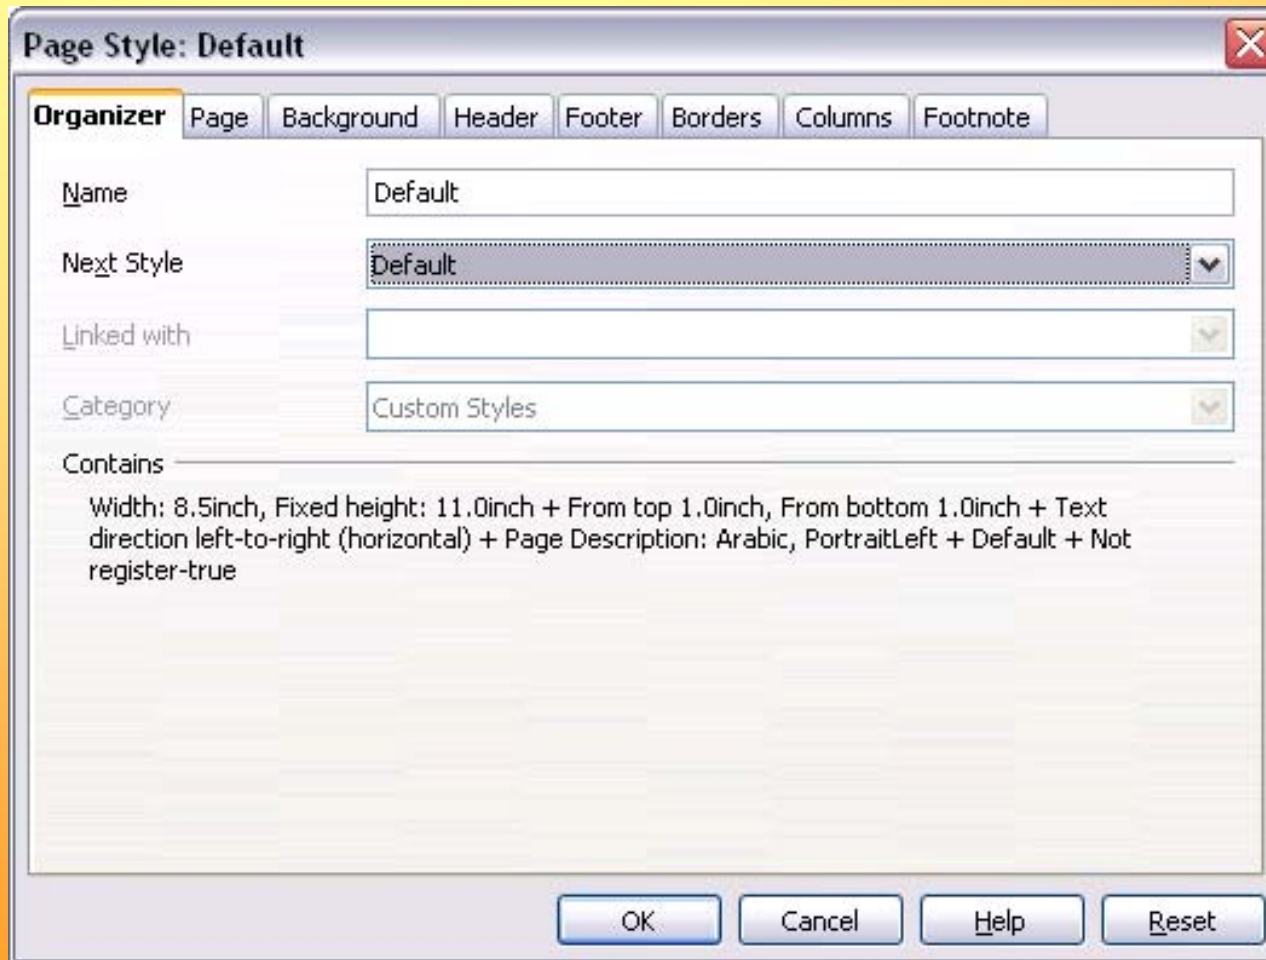 Page Style: Default
Organizer Page Background Header Footer Borders Columns Footnote
Name Default
Next Style Default
Linked with
Category Custom Styles
Contains
Width: 8.5inch, Fixed height: 11.0inch + From top 1.0inch, From bottom 1.0inch + Text
direction left-to-right (horizontal) + Page Description: Arabic, PortraitLeft + Default + Not
register-true
OK Cancel Help Reset